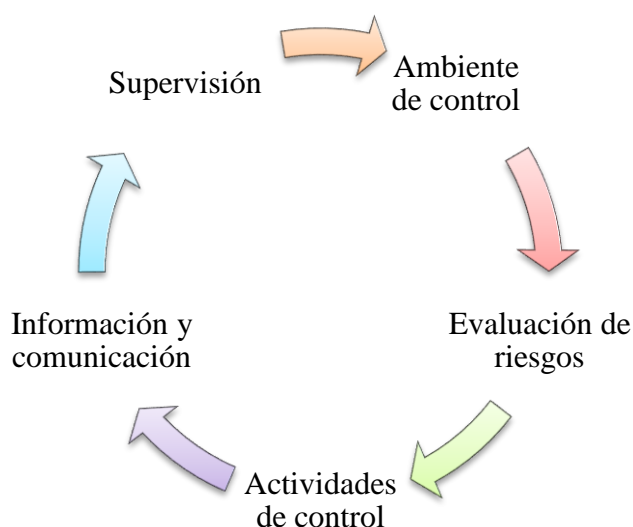 Supervisión
Ambiente
de control
Evaluación de
riesgos
Actividades
de control
Información y
comunicación